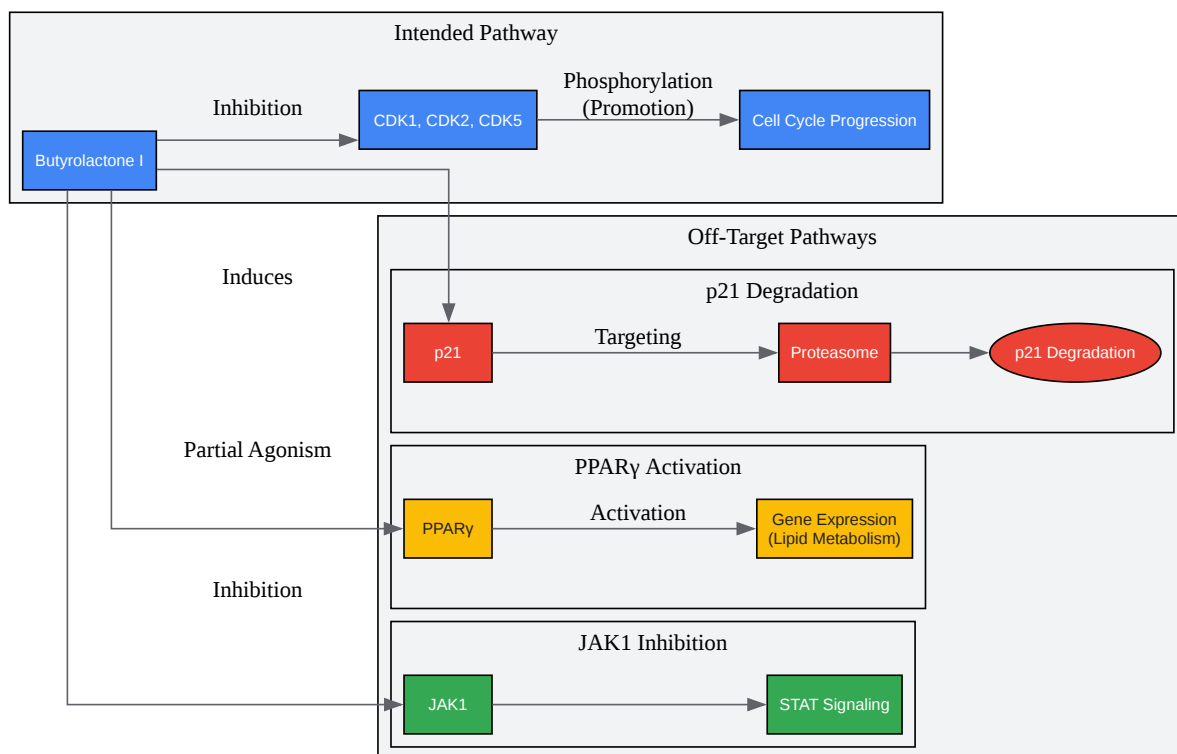 Intended Pathway
Phosphorylation
(Promotion)
Inhibition
CDK1, CDK2, CDK5
Cell Cycle Progression
Butyrolactone I
Off-Target Pathways
Induces
p21 Degradation
p21
Targeting
Proteasome
p21 Degradation
Partial Agonism
PPARγ Activation
PPARγ
Activation
Gene Expression
(Lipid Metabolism)
Inhibition
JAK1 Inhibition
JAK1
STAT Signaling